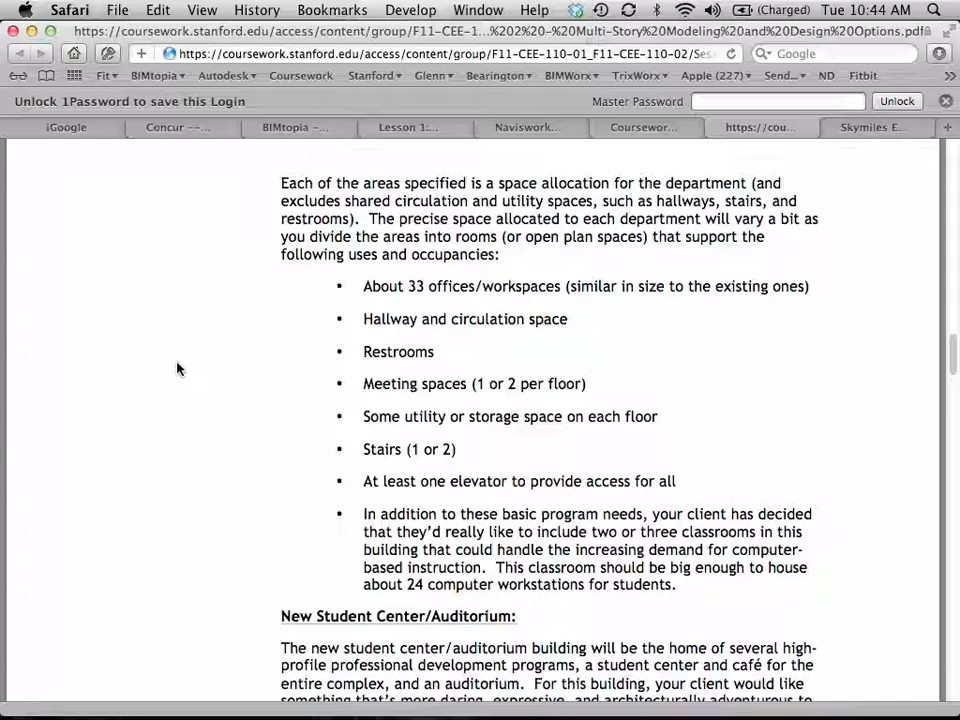 Safari File Edit View History Bookmarks Develop Window Help (Charged) Tue 10:44 AM
https://coursework.stanford.edu/access/content/group/F11-CEE-1...%202%20-%20Multi-Story%20Modeling%20and%20Design%20Options.pdf
https://coursework.stanford.edu/access/content/group/F11-CEE-110-01_F11-CEE-110-02/Ses Google
Fit BIMtopia Autodesk Coursework Stanford Glenn Bearington BIMWorx TrixWorx Apple (227) Send... ND Fitbit
Unlock 1Password to save this Login Master Password Unlock
iGoogle Concur --... BIMtopia -... Lesson 1:... Naviswork... Coursewor... https://cou... Skymiles E...
Each of the areas specified is a space allocation for the department (and
excludes shared circulation and utility spaces, such as hallways, stairs, and
restrooms). The precise space allocated to each department will vary a bit as
you divide the areas into rooms (or open plan spaces) that support the
following uses and occupancies:
• About 33 offices/workspaces (similar in size to the existing ones)
• Hallway and circulation space
• Restrooms
• Meeting spaces (1 or 2 per floor)
• Some utility or storage space on each floor
• Stairs (1 or 2)
• At least one elevator to provide access for all
• In addition to these basic program needs, your client has decided
that they'd really like to include two or three classrooms in this
building that could handle the increasing demand for computer-
based instruction. This classroom should be big enough to house
about 24 computer workstations for students.
New Student Center/Auditorium:
The new student center/auditorium building will be the home of several high-
profile professional development programs, a student center and café for the
entire complex, and an auditorium. For this building, your client would like
something that's more daring, expressive, and architecturally adventurous to